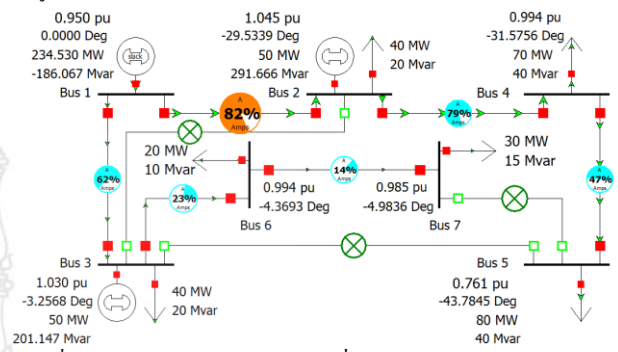 0.950 pu
0.0000 Deg
234.530 MW
-186.067 Mvar
slack
Bus 1
1.045 pu
-29.5339 Deg
50 MW
291.666 Mvar
Bus 2
40 MW
20 Mvar
0.994 pu
-31.5756 Deg
70 MW
40 Mvar
Bus 4
A
82%
Amps
A
79%
Amps
20 MW
10 Mvar
A
14%
Amps
30 MW
15 Mvar
A
62%
Amps
A
23%
Amps
0.994 pu
-4.3693 Deg
Bus 6
0.985 pu
-4.9836 Deg
Bus 7
A
47%
Amps
Bus 3
1.030 pu
-3.2568 Deg
50 MW
201.147 Mvar
40 MW
20 Mvar
Bus 5
0.761 pu
-43.7845 Deg
80 MW
40 Mvar